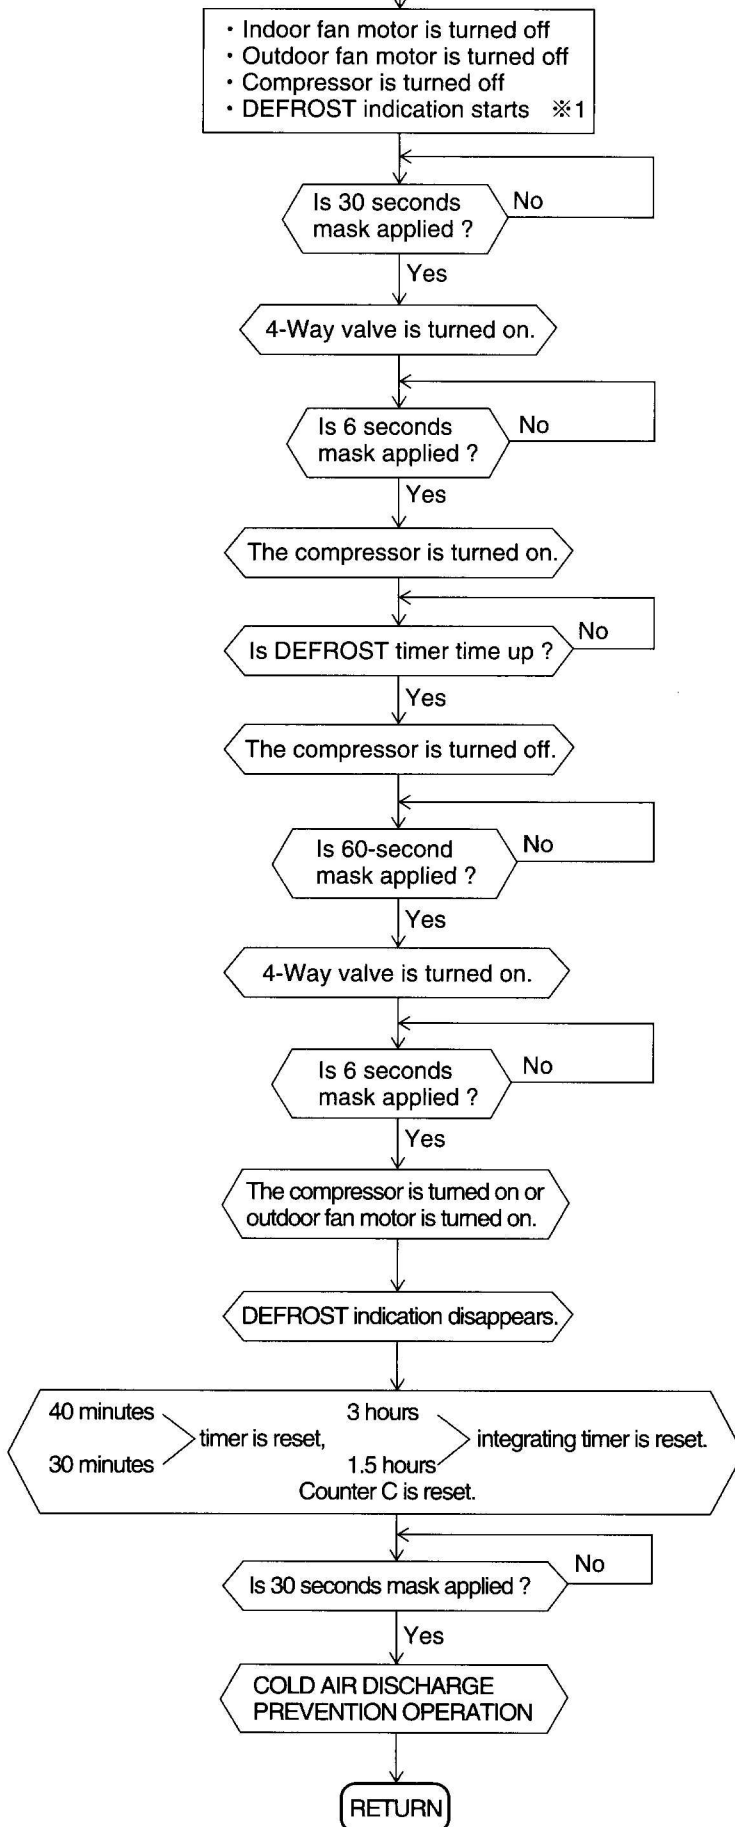 ・Indoor fan motor is turned off
・Outdoor fan motor is turned off
・Compressor is turned off
・DEFROST indication starts ※1
Is 30 seconds
mask applied ?
No
Yes
4-Way valve is turned on.
Is 6 seconds
mask applied ?
No
Yes
The compressor is turned on.
Is DEFROST timer time up ?
No
Yes
The compressor is turned off.
Is 60-second
mask applied ?
No
Yes
4-Way valve is turned on.
Is 6 seconds
mask applied ?
No
Yes
The compressor is turned on or
outdoor fan motor is turned on.
DEFROST indication disappears.
40 minutes
30 minutes
timer is reset,
3 hours
1.5 hours
integrating timer is reset.
Counter C is reset.
Is 30 seconds mask applied ?
No
Yes
COLD AIR DISCHARGE
PREVENTION OPERATION
RETURN